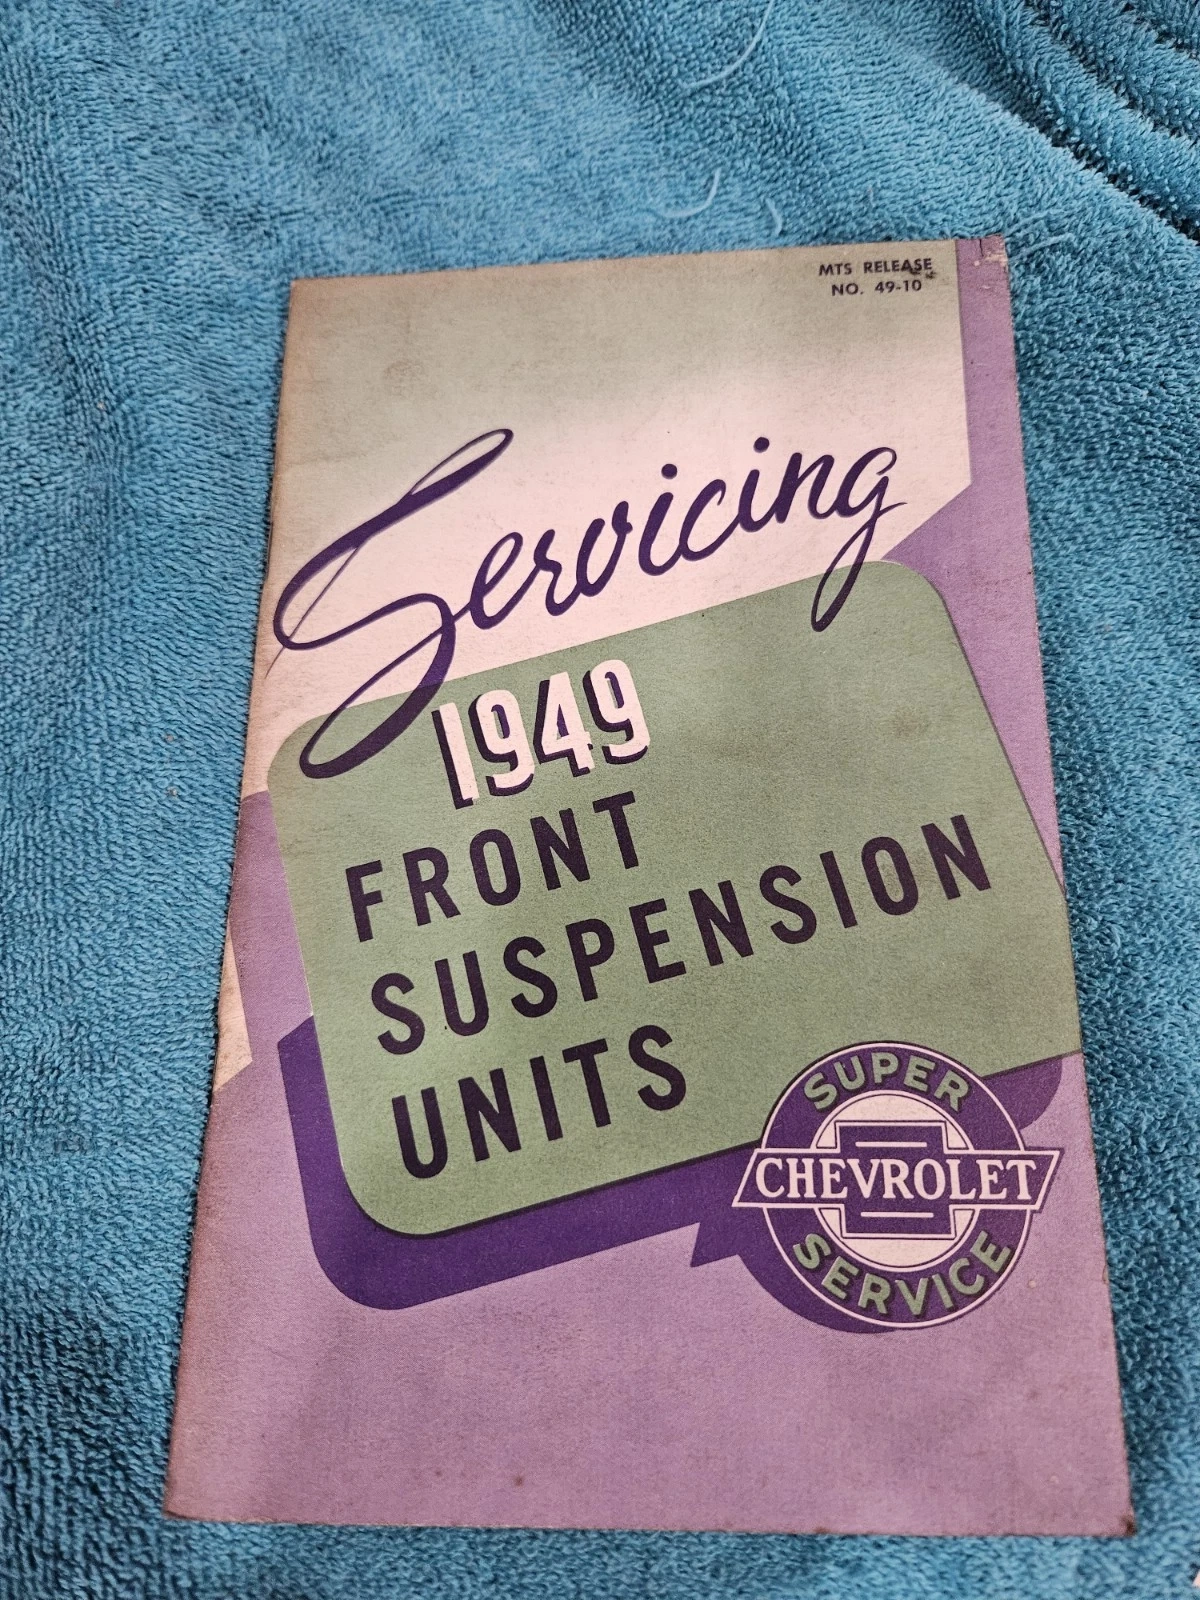 MTS RELEASE
NO. 49-10
Servicing
1949
FRONT
SUSPENSION
UNITS
SUPER
CHEVROLET
SERVICE